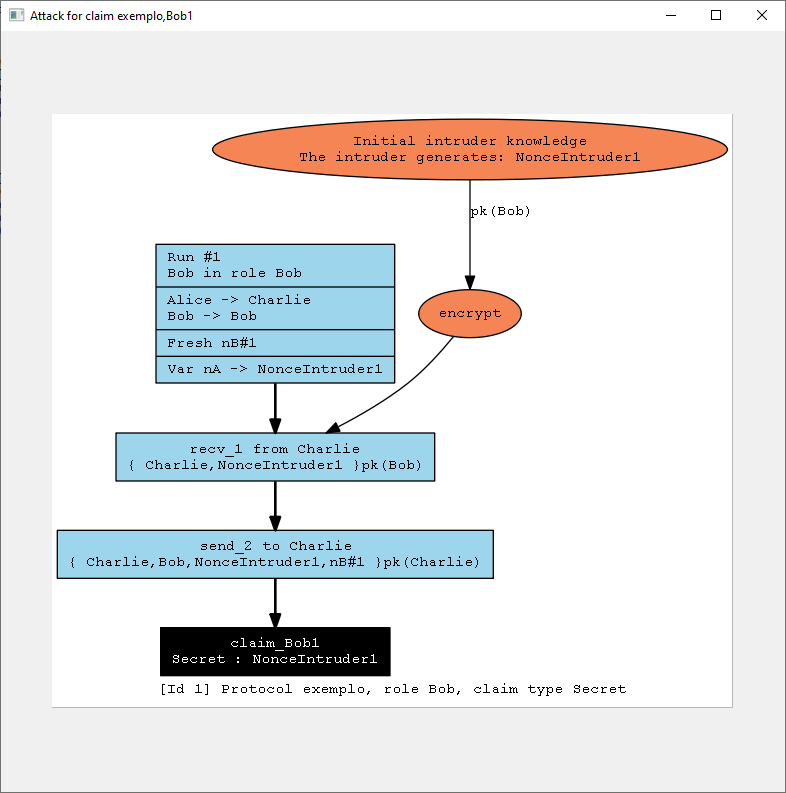 Attack for claim exemplo,Bob1
Initial intruder knowledge
The intruder generates: NonceIntruder1
pk(Bob)
Run #1
Bob in role Bob
Alice -> Charlie
Bob -> Bob
Fresh nB#1
Var nA -> NonceIntruder1
encrypt
recv_1 from Charlie
{ Charlie,NonceIntruder1 }pk(Bob)
send_2 to Charlie
{ Charlie,Bob,NonceIntruder1,nB#1 }pk(Charlie)
claim_Bob1
Secret : NonceIntruder1
[Id 1] Protocol exemplo, role Bob, claim type Secret